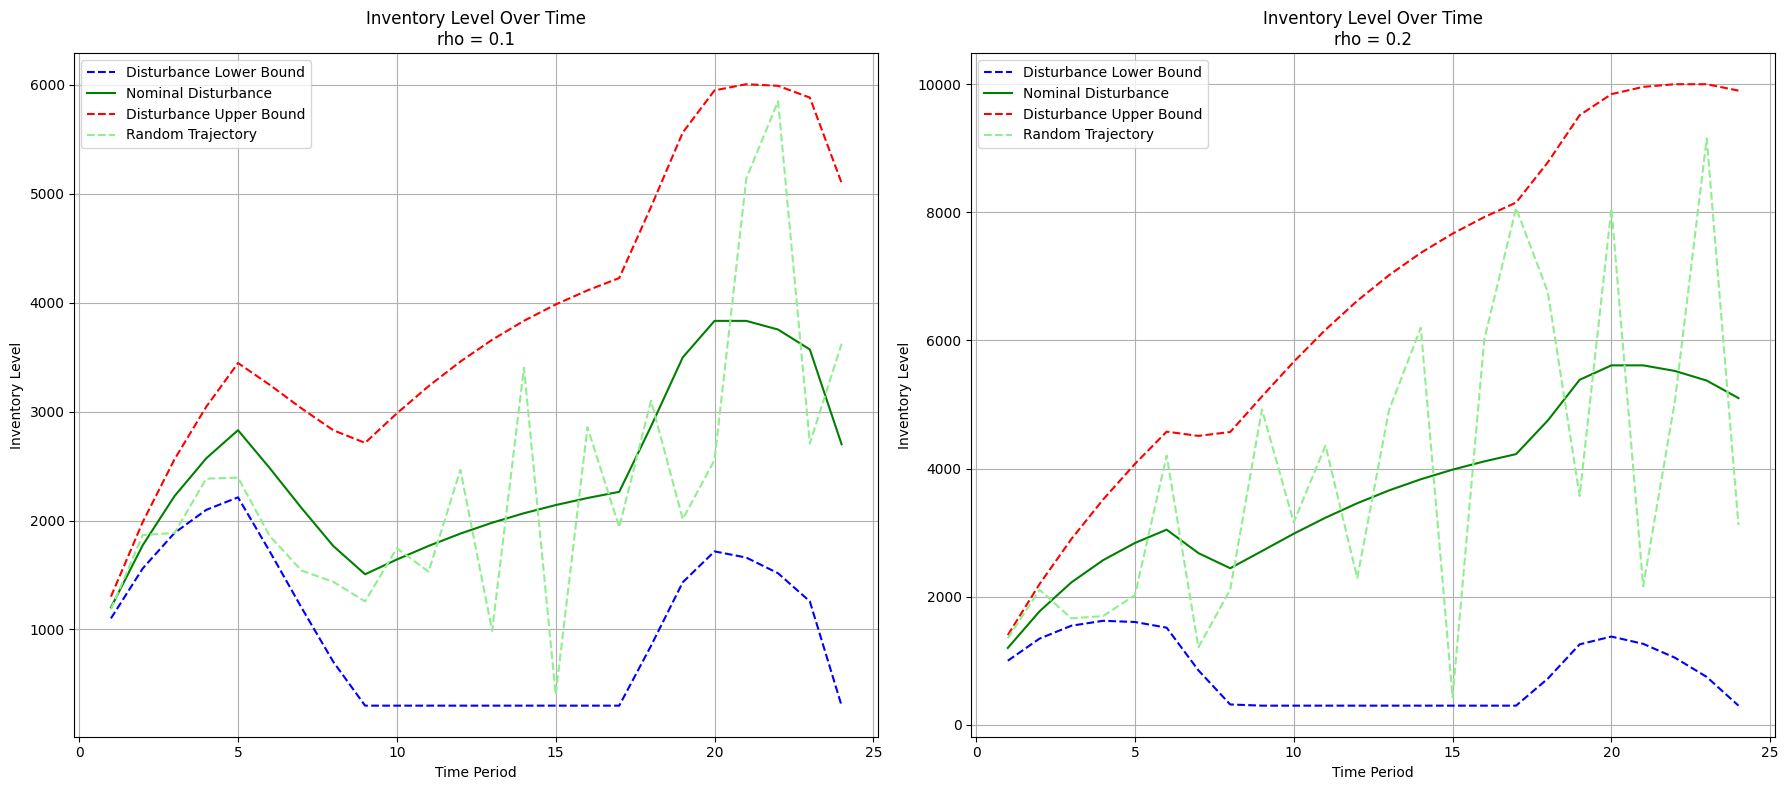 Inventory Level Over Time
rho = 0.1
Disturbance Lower Bound
Nominal Disturbance
Disturbance Upper Bound
Random Trajectory
6000
5000
4000
3000
2000
1000
Inventory Level
0
5
10
15
20
25
Time Period
Inventory Level Over Time
rho = 0.2
Disturbance Lower Bound
Nominal Disturbance
Disturbance Upper Bound
Random Trajectory
10000
8000
6000
4000
2000
0
Inventory Level
0
5
10
15
20
25
Time Period